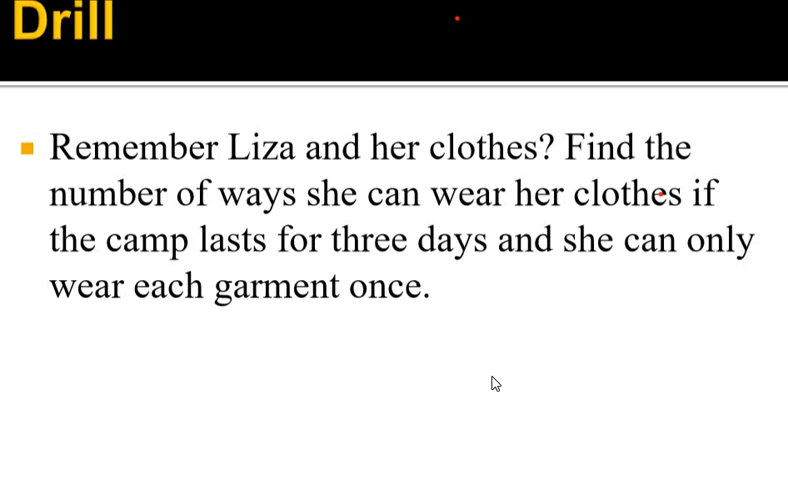 Drill
Remember Liza and her clothes? Find the
number of ways she can wear her clothes if
the camp lasts for three days and she can only
wear each garment once.